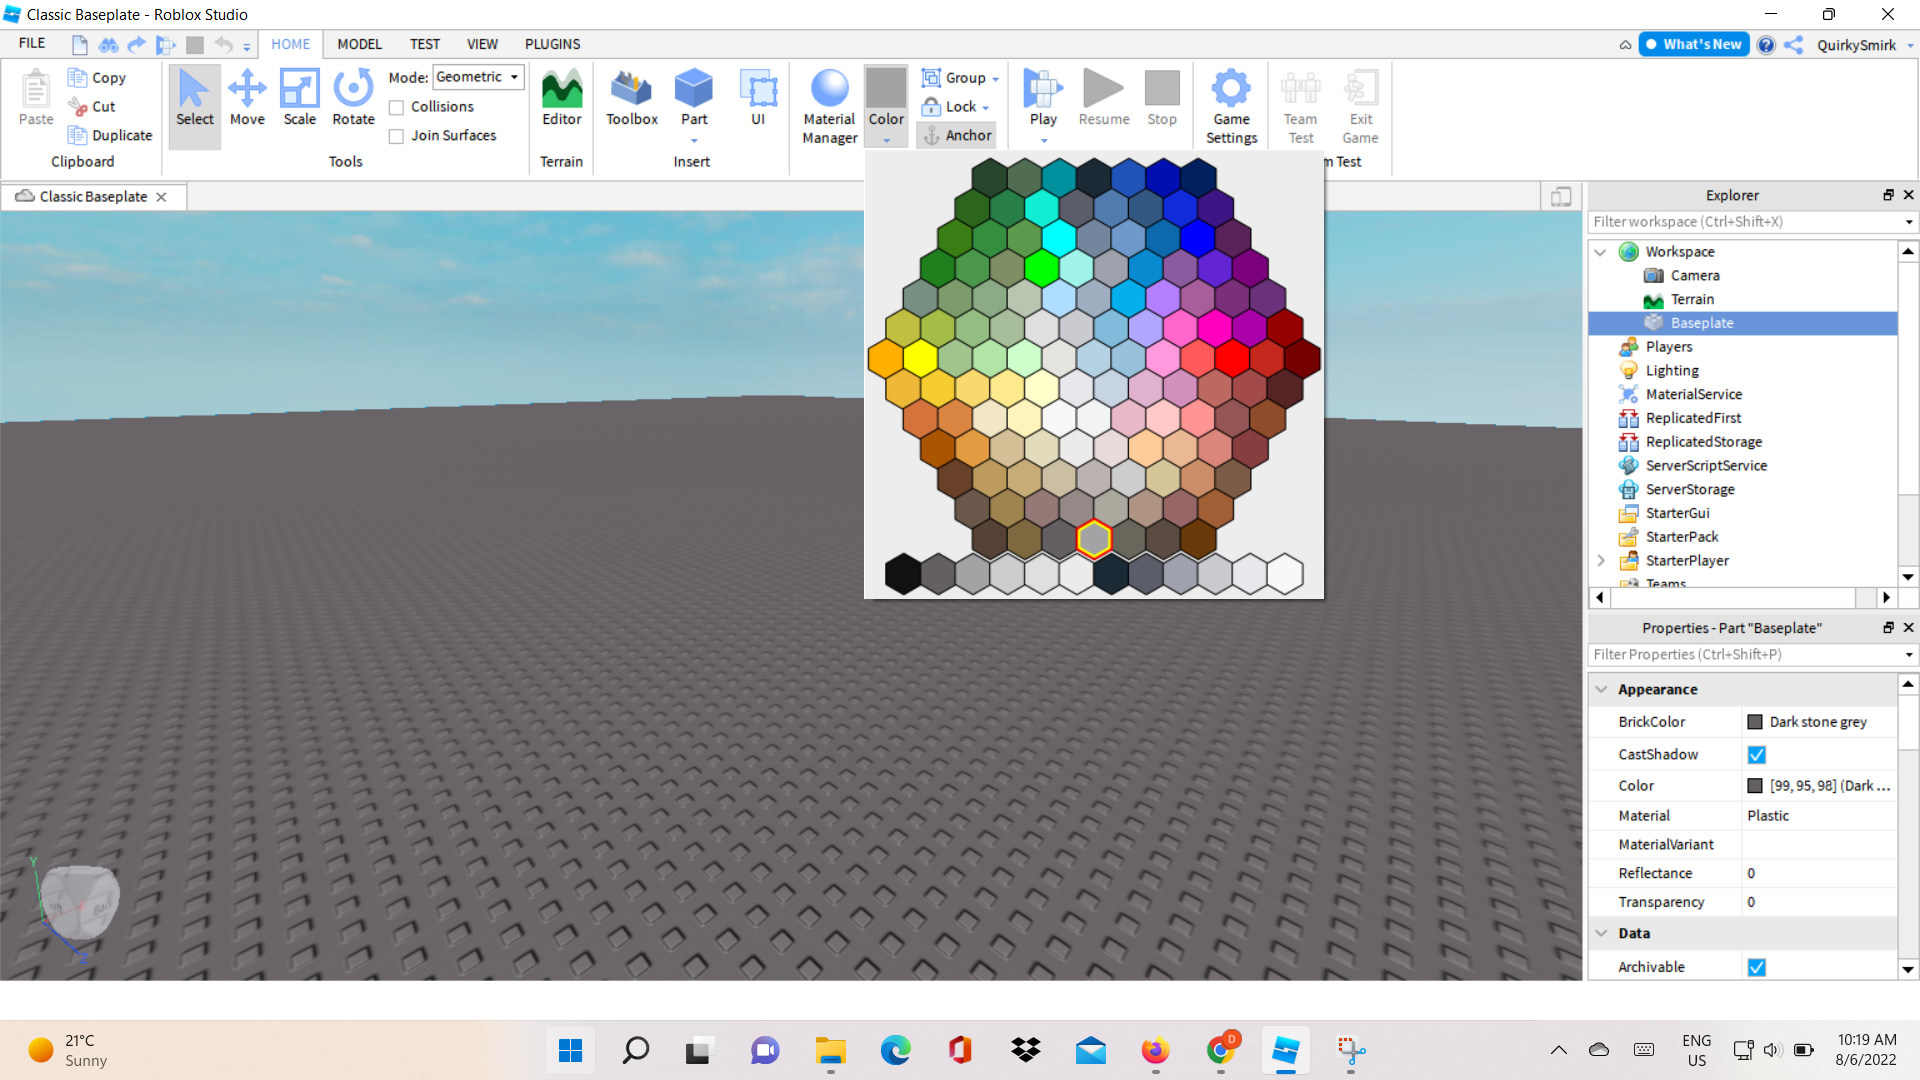 Classic Baseplate - Roblox Studio
FILE
HOME
MODEL
TEST
VIEW
PLUGINS
What's New
QuirkySmirk
Paste
Copy
Cut
Duplicate
Clipboard
Select
Move
Scale
Rotate
Mode: Geometric
Collisions
Join Surfaces
Tools
Editor
Terrain
Toolbox
Part
UI
Insert
Material
Manager
Color
Group
Lock
Anchor
Play
Resume
Stop
Game
Settings
Team
Test
Exit
Game
m Test
Classic Baseplate
Explorer
Filter workspace (Ctrl+Shift+X)
Workspace
Camera
Terrain
Baseplate
Players
Lighting
MaterialService
ReplicatedFirst
ReplicatedStorage
ServerScriptService
ServerStorage
StarterGui
StarterPack
StarterPlayer
Teams
Properties - Part "Baseplate"
Filter Properties (Ctrl+Shift+P)
Appearance
BrickColor Dark stone grey
CastShadow
Color [99, 95, 98] (Dark ...
Material Plastic
MaterialVariant
Reflectance 0
Transparency 0
Data
Archivable
Y
Z
Back
21°C
Sunny
D
ENG
US
10:19 AM
8/6/2022